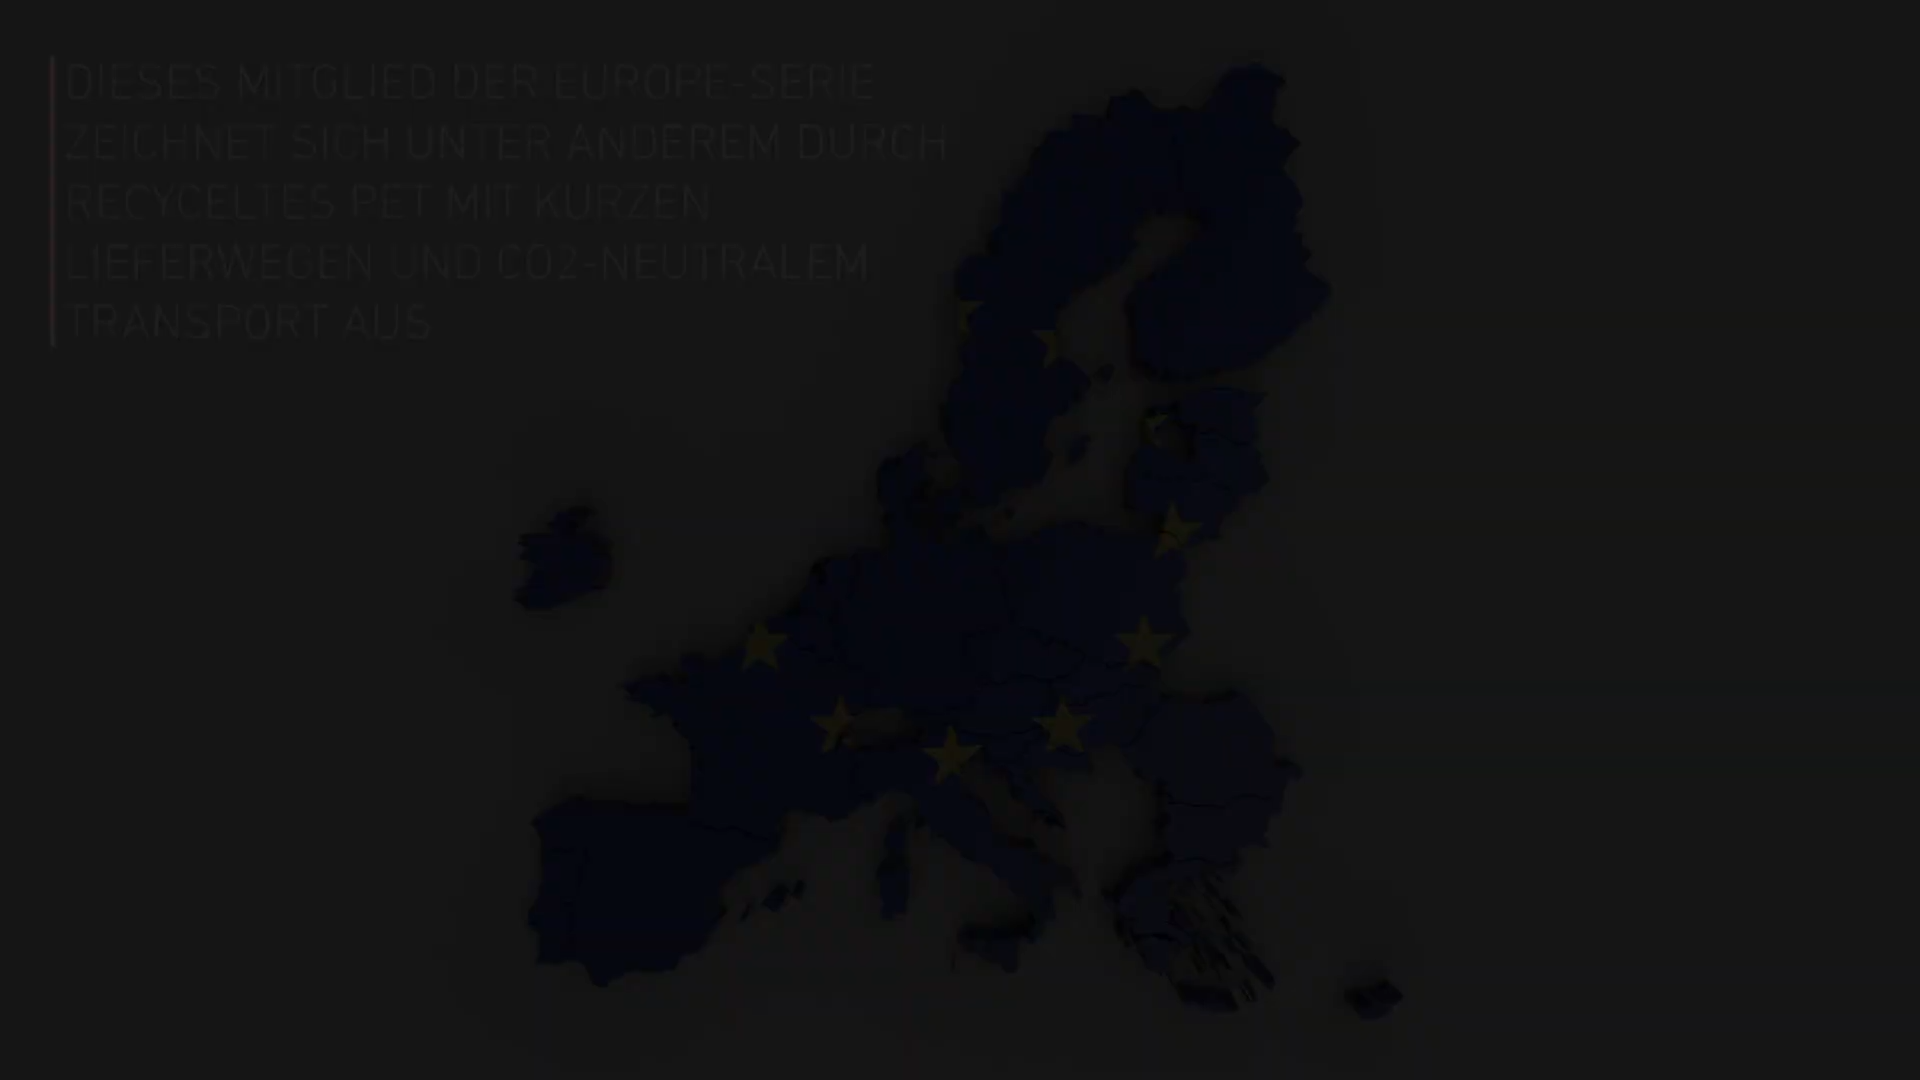 DIESES MITGLIED DER EUROPE-SERIE
ZEICHNET SICH UNTER ANDEREM DURCH
RECYCELTES PET MIT KURZEN
LIEFERWEGEN UND CO2-NEUTRALEM
TRANSPORT AUS